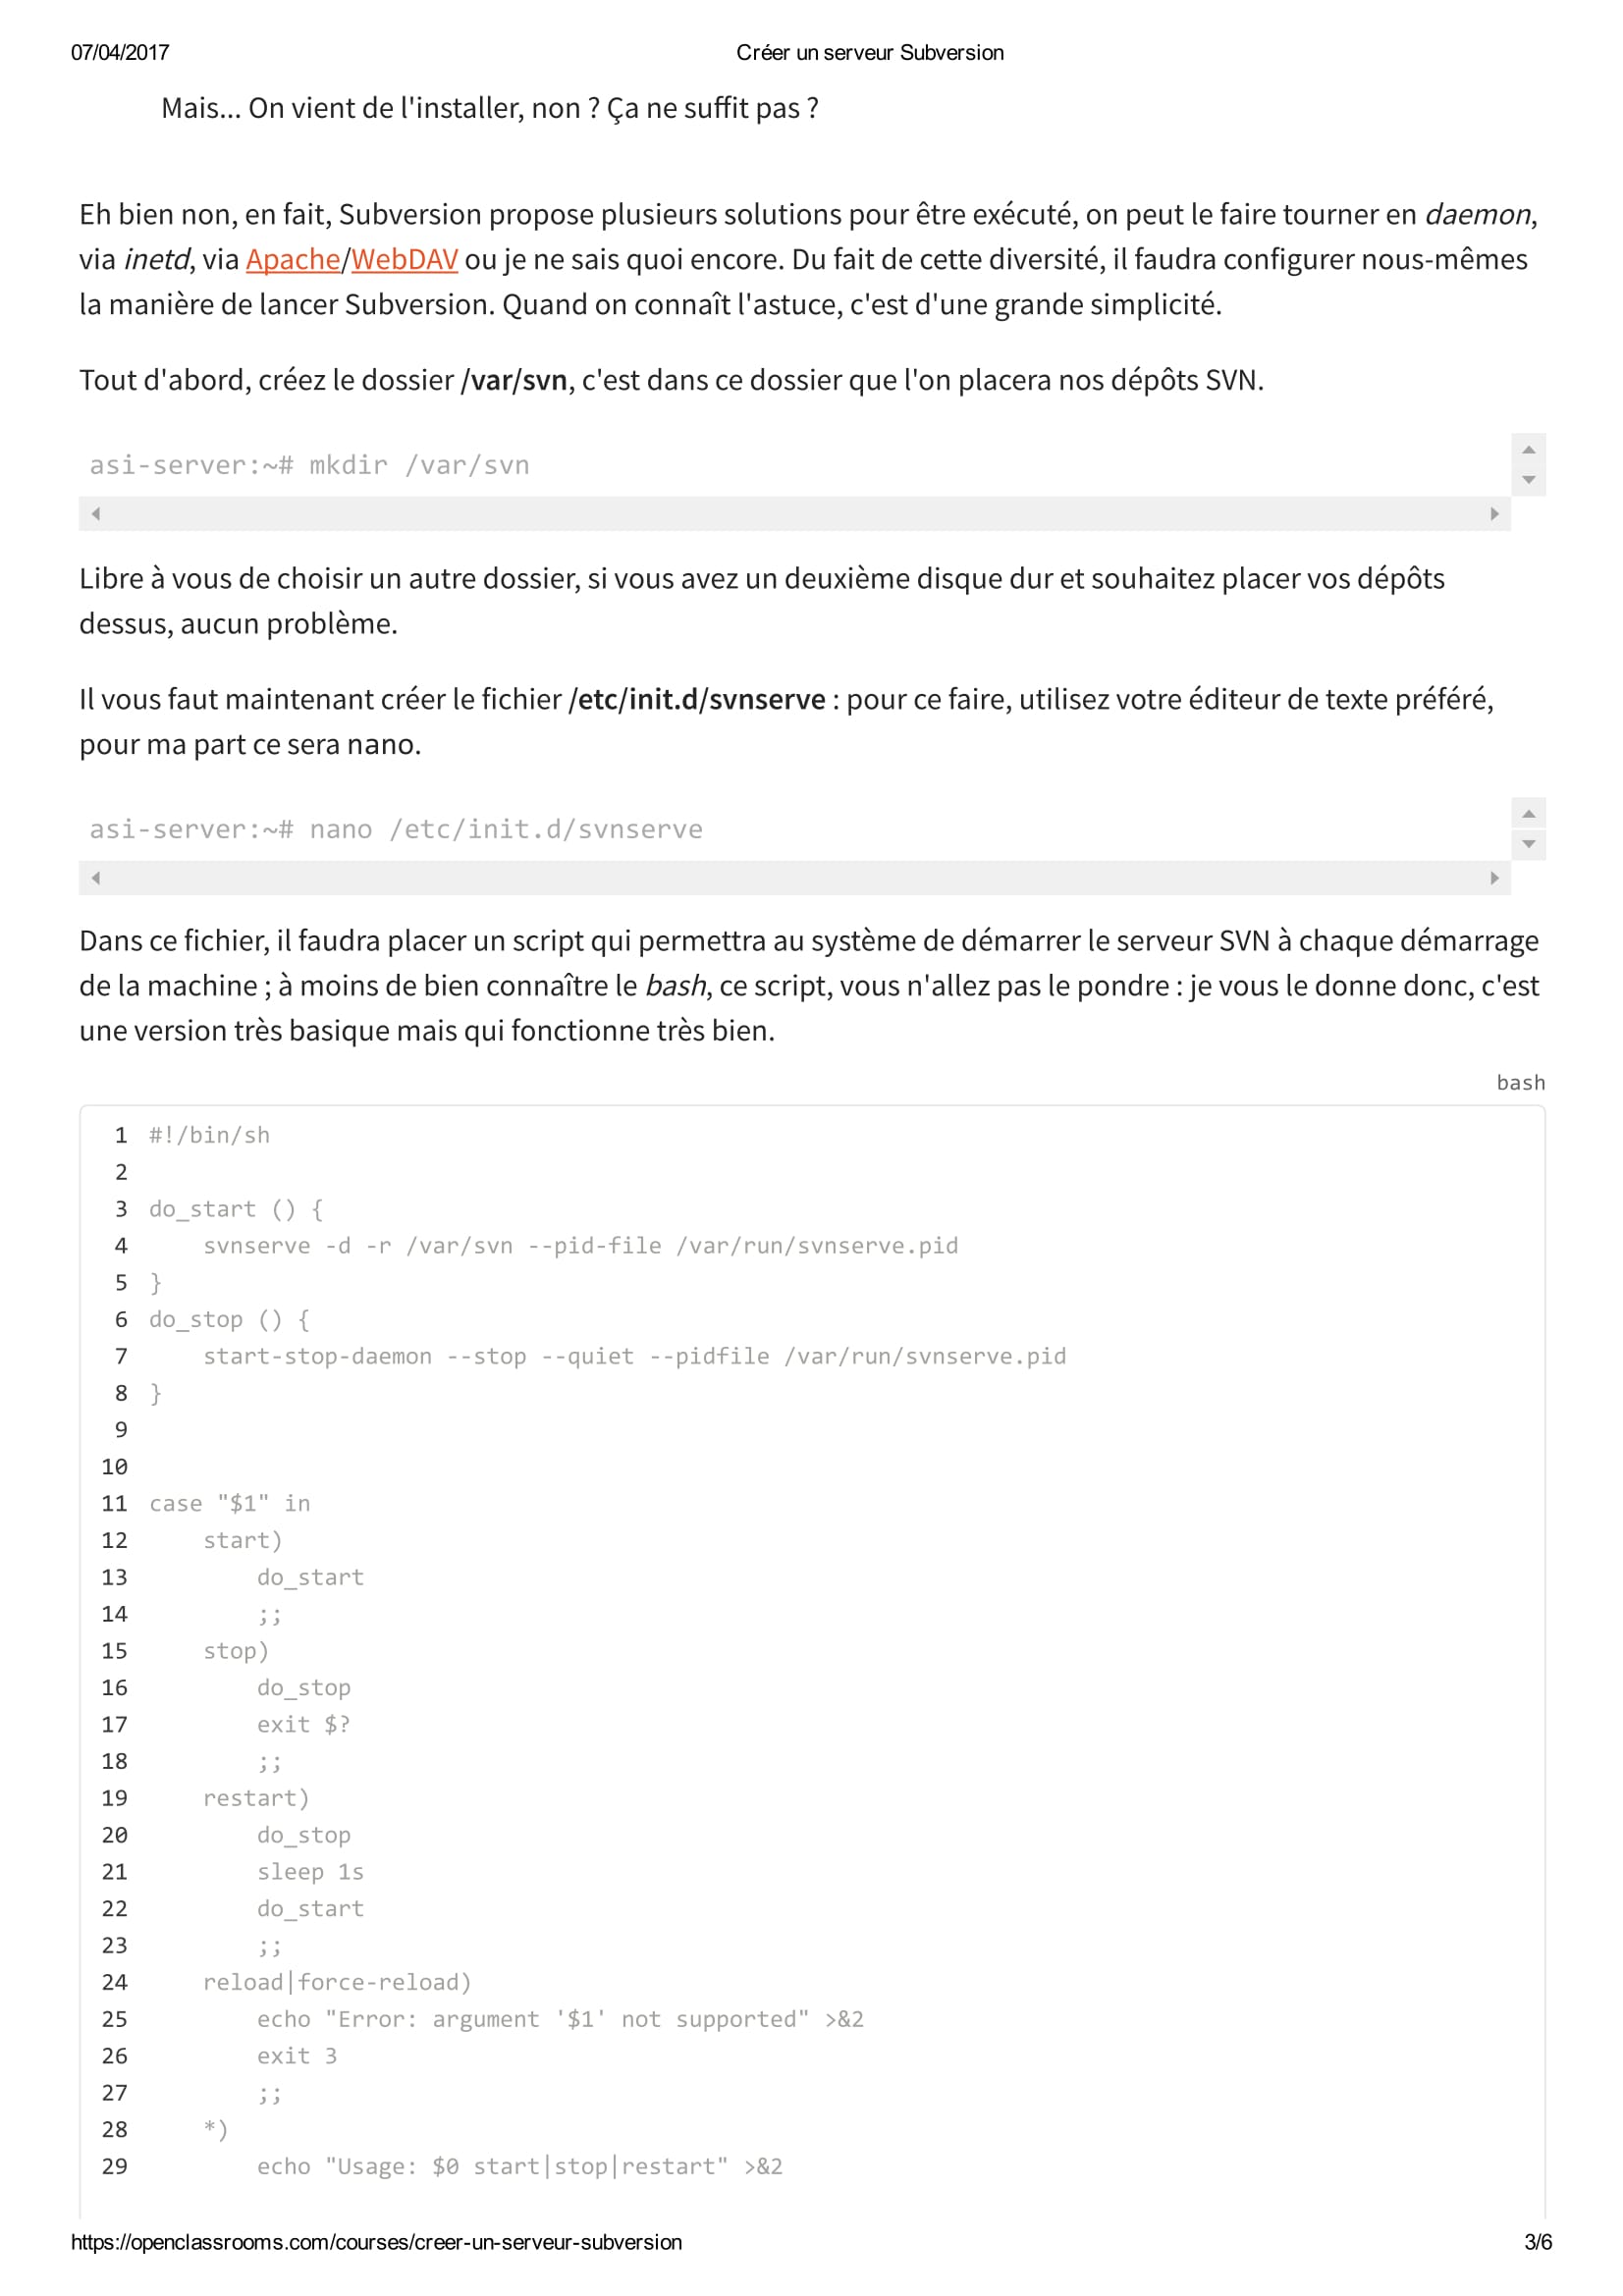 07/04/2017 Créer un serveur Subversion
Mais... On vient de l'installer, non ? Ça ne suffit pas ?
Eh bien non, en fait, Subversion propose plusieurs solutions pour être exécuté, on peut le faire tourner en daemon,
via inetd, via Apache/WebDAV ou je ne sais quoi encore. Du fait de cette diversité, il faudra configurer nous-mêmes
la manière de lancer Subversion. Quand on connaît l'astuce, c'est d'une grande simplicité.
Tout d'abord, créez le dossier /var/svn, c'est dans ce dossier que l'on placera nos dépôts SVN.
asi-server:~# mkdir /var/svn
Libre à vous de choisir un autre dossier, si vous avez un deuxième disque dur et souhaitez placer vos dépôts
dessus, aucun problème.
Il vous faut maintenant créer le fichier /etc/init.d/svnserve : pour ce faire, utilisez votre éditeur de texte préféré,
pour ma part ce sera nano.
asi-server:~# nano /etc/init.d/svnserve
Dans ce fichier, il faudra placer un script qui permettra au système de démarrer le serveur SVN à chaque démarrage
de la machine ; à moins de bien connaître le bash, ce script, vous n'allez pas le pondre : je vous le donne donc, c'est
une version très basique mais qui fonctionne très bien.
bash
1 #!/bin/sh
2
3 do_start () {
4     svnserve -d -r /var/svn --pid-file /var/run/svnserve.pid
5 }
6 do_stop () {
7     start-stop-daemon --stop --quiet --pidfile /var/run/svnserve.pid
8 }
9
10
11 case "$1" in
12     start)
13         do_start
14         ;;
15     stop)
16         do_stop
17         exit $?
18         ;;
19     restart)
20         do_stop
21         sleep 1s
22         do_start
23         ;;
24     reload|force-reload)
25         echo "Error: argument '$1' not supported" >&2
26         exit 3
27         ;;
28     *)
29         echo "Usage: $0 start|stop|restart" >&2
https://openclassrooms.com/courses/creer-un-serveur-subversion 3/6